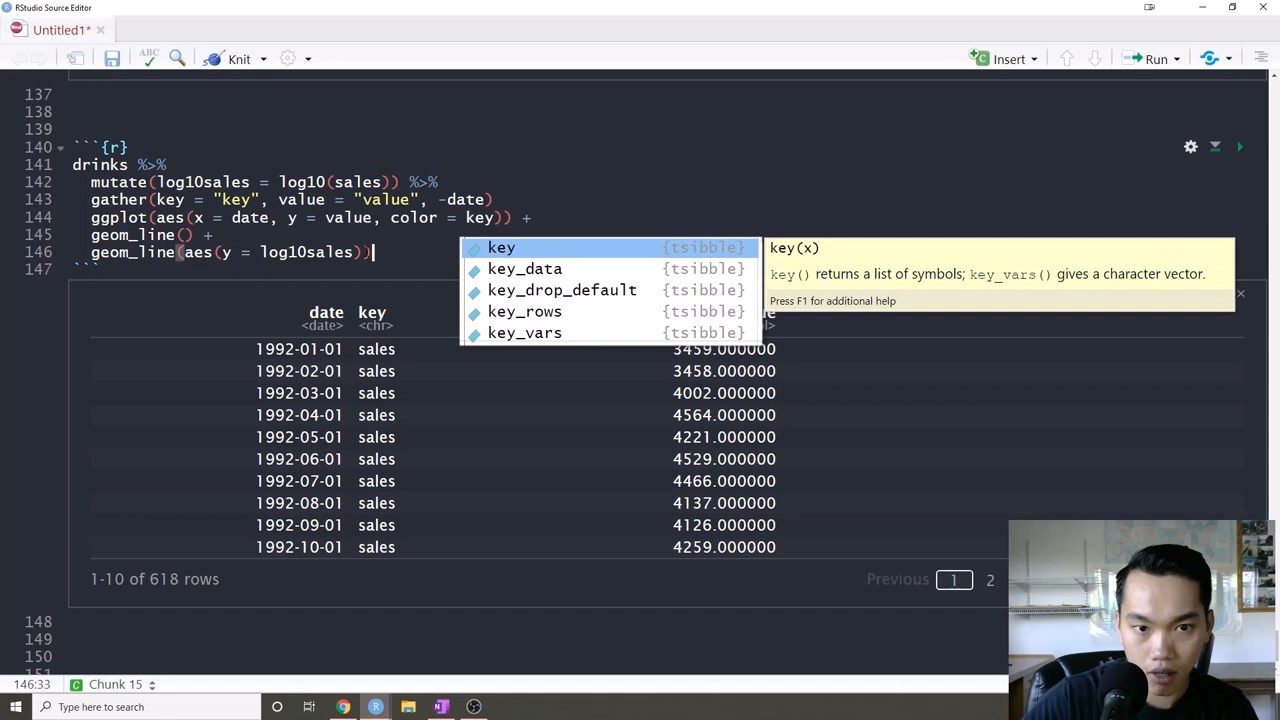 RStudio Source Editor
Untitled1*
ABC
Knit
Insert
Run
137
138
139
140 ```{r}
141 drinks %>%
142 mutate(log10sales = log10(sales)) %>%
143 gather(key = "key", value = "value", -date)
144 ggplot(aes(x = date, y = value, color = key)) +
145 geom_line() +
146 geom_line(aes(y = log10sales))
147 ```
key {tsibble}
key_data {tsibble}
key_drop_default {tsibble}
key_rows {tsibble}
key_vars {tsibble}
key(x)
key() returns a list of symbols; key_vars() gives a character vector.
Press F1 for additional help
date key
<date> <chr>
1992-01-01 sales 3459.000000
1992-02-01 sales 3458.000000
1992-03-01 sales 4002.000000
1992-04-01 sales 4564.000000
1992-05-01 sales 4221.000000
1992-06-01 sales 4529.000000
1992-07-01 sales 4466.000000
1992-08-01 sales 4137.000000
1992-09-01 sales 4126.000000
1992-10-01 sales 4259.000000
1-10 of 618 rows
Previous 1 2
148
149
150
151
146:33 Chunk 15
Type here to search